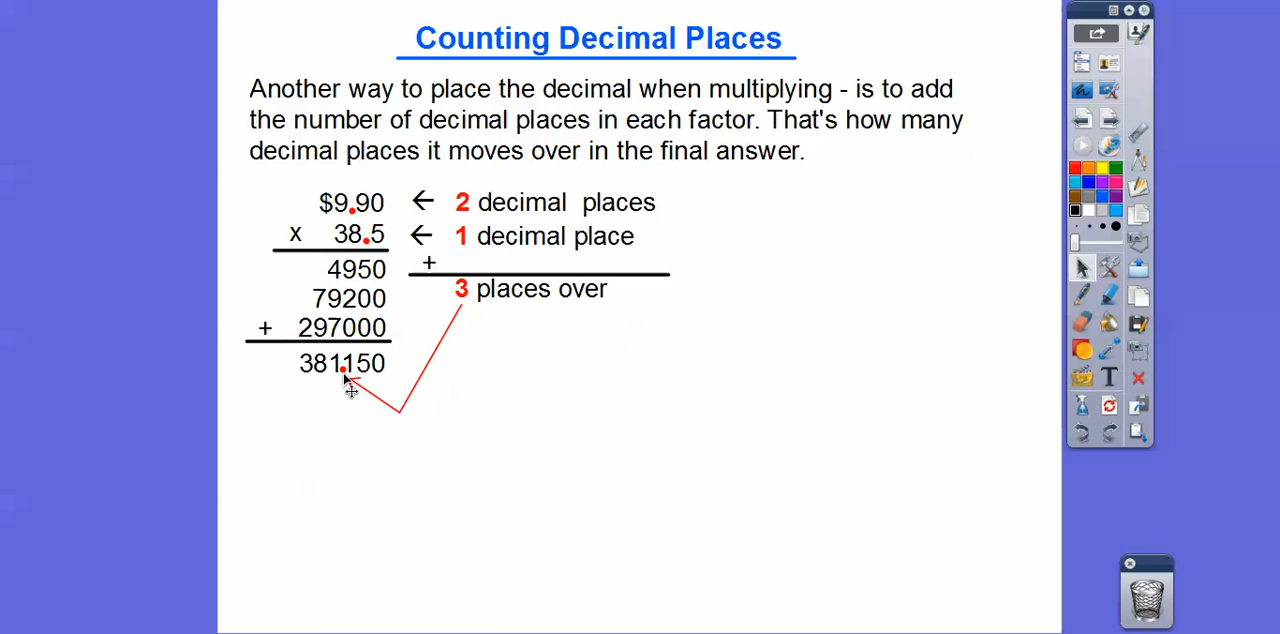 Counting Decimal Places
Another way to place the decimal when multiplying - is to add
the number of decimal places in each factor. That's how many
decimal places it moves over in the final answer.
$9.90 ← 2 decimal places
x 38.5 ← 1 decimal place
+
4950
3 places over
79200
+ 297000
381.150